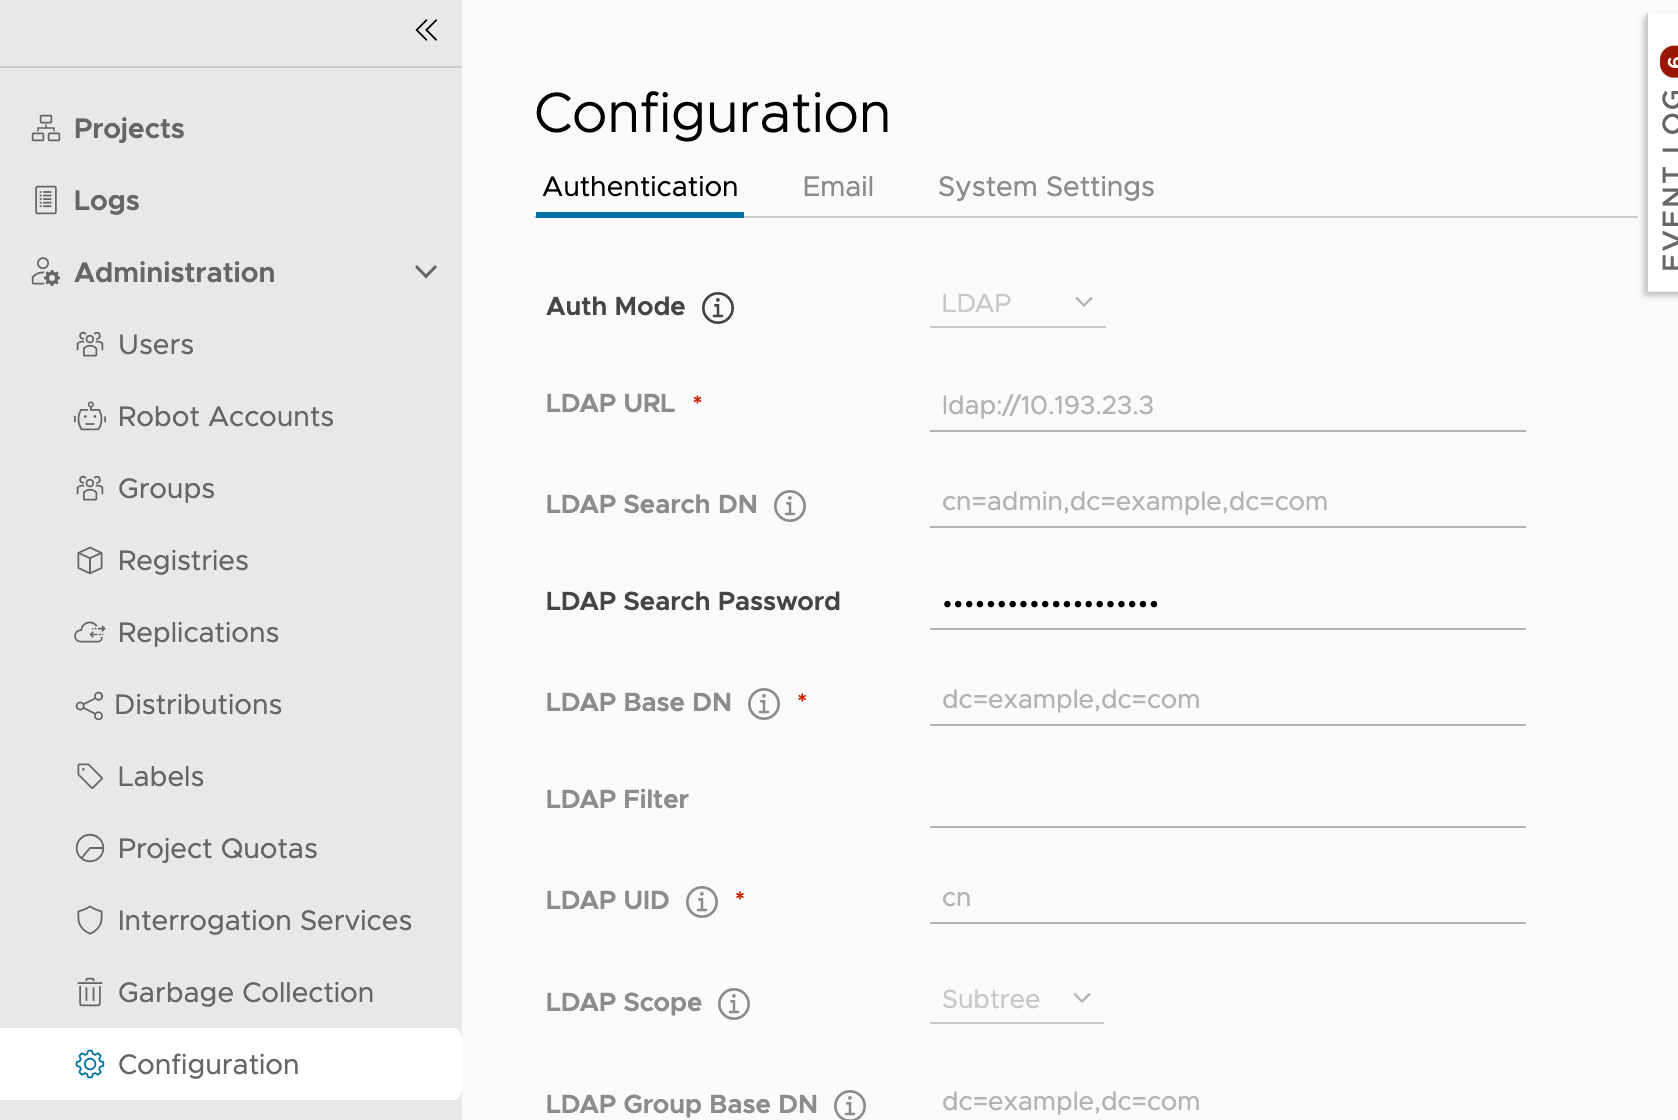 Projects
Logs
Administration
Users
Robot Accounts
Groups
Registries
Replications
Distributions
Labels
Project Quotas
Interrogation Services
Garbage Collection
Configuration
Configuration
Authentication Email System Settings
Auth Mode LDAP
LDAP URL * ldap://10.193.23.3
LDAP Search DN cn=admin,dc=example,dc=com
LDAP Search Password ••••••••••••••••••••
LDAP Base DN * dc=example,dc=com
LDAP Filter
LDAP UID * cn
LDAP Scope Subtree
LDAP Group Base DN dc=example,dc=com
EVENT LOG